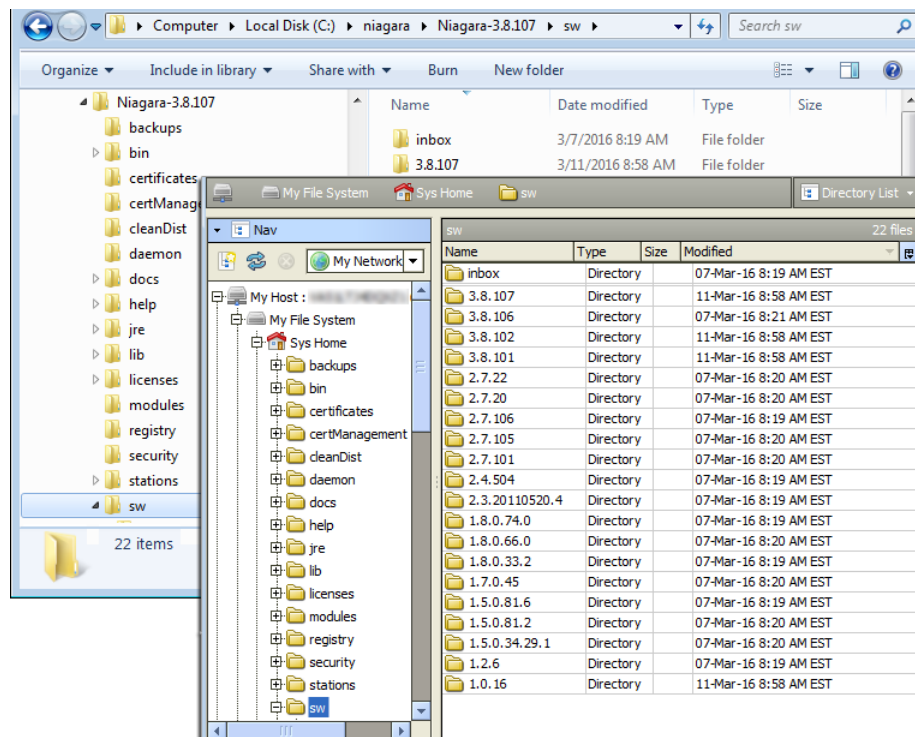 Computer Local Disk (C:) niagara Niagara-3.8.107 sw Search sw
Organize Include in library Share with Burn New folder
Niagara-3.8.107
backups
bin
certificates
certManage
cleanDist
daemon
docs
help
jre
lib
licenses
modules
registry
security
stations
sw
22 items
Name Date modified Type Size
inbox 3/7/2016 8:19 AM File folder
3.8.107 3/11/2016 8:58 AM File folder
My File System Sys Home sw Directory List
Nav
My Network
My Host :
My File System
Sys Home
backups
bin
certificates
certManagement
cleanDist
daemon
docs
help
jre
lib
licenses
modules
registry
security
stations
sw
sw 22 files
Name Type Size Modified
inbox Directory 07-Mar-16 8:19 AM EST
3.8.107 Directory 11-Mar-16 8:58 AM EST
3.8.106 Directory 07-Mar-16 8:21 AM EST
3.8.102 Directory 11-Mar-16 8:58 AM EST
3.8.101 Directory 11-Mar-16 8:58 AM EST
2.7.22 Directory 07-Mar-16 8:20 AM EST
2.7.20 Directory 07-Mar-16 8:20 AM EST
2.7.106 Directory 07-Mar-16 8:19 AM EST
2.7.105 Directory 07-Mar-16 8:20 AM EST
2.7.101 Directory 07-Mar-16 8:20 AM EST
2.4.504 Directory 07-Mar-16 8:19 AM EST
2.3.20110520.4 Directory 07-Mar-16 8:19 AM EST
1.8.0.74.0 Directory 07-Mar-16 8:19 AM EST
1.8.0.66.0 Directory 07-Mar-16 8:20 AM EST
1.8.0.33.2 Directory 07-Mar-16 8:19 AM EST
1.7.0.45 Directory 07-Mar-16 8:20 AM EST
1.5.0.81.6 Directory 07-Mar-16 8:19 AM EST
1.5.0.81.2 Directory 07-Mar-16 8:20 AM EST
1.5.0.34.29.1 Directory 07-Mar-16 8:20 AM EST
1.2.6 Directory 07-Mar-16 8:19 AM EST
1.0.16 Directory 11-Mar-16 8:58 AM EST